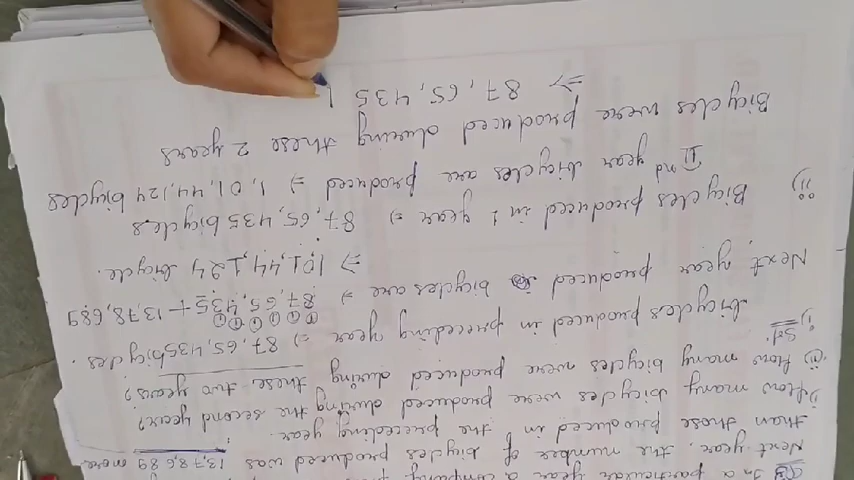 In a particular year a company
Next year, the number of bicycles produced was 13,78,689 more
than those produced in the preceding year.
i) How many bicycles were produced during the second year?
ii) How many bicycles were produced during these two years?
Sol:
i) bicycles produced in preceding year ⇒ 87,65,435 bicycles.
Next year produced bicycles are ⇒ 87,65,435 + 13,78,689
⇒ 101,44,124 bicycle.
ii) Bicycles produced in 1 year ⇒ 87,65,435 bicycles
II nd year bicycles are produced ⇒ 1,01,44,124 bicycles
Bicycles were produced during these 2 years
⇒ 87,65,435